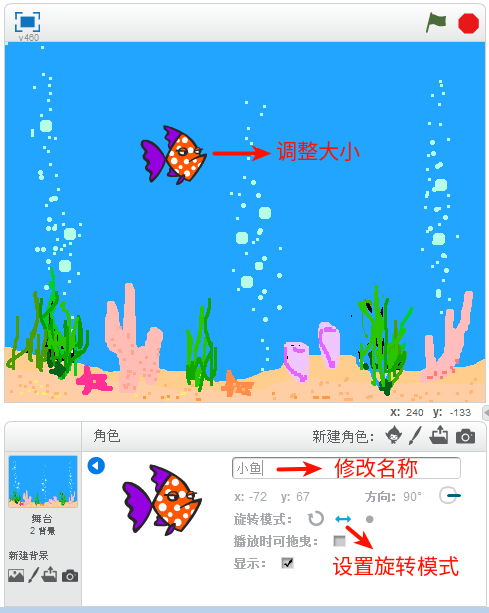 v460
调整大小
x: 240 y: -133
角色
新建角色:
小鱼
修改名称
x: -72 y: 67 方向: 90°
舞台
2 背景
旋转模式:
播放时可拖曳:
新建背景
显示:
设置旋转模式